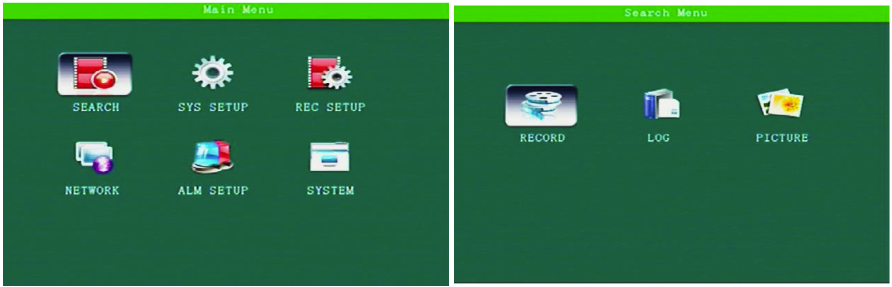 Main Menu
SEARCH SYS SETUP REC SETUP
NETWORK ALM SETUP SYSTEM
Search Menu
RECORD LOG PICTURE